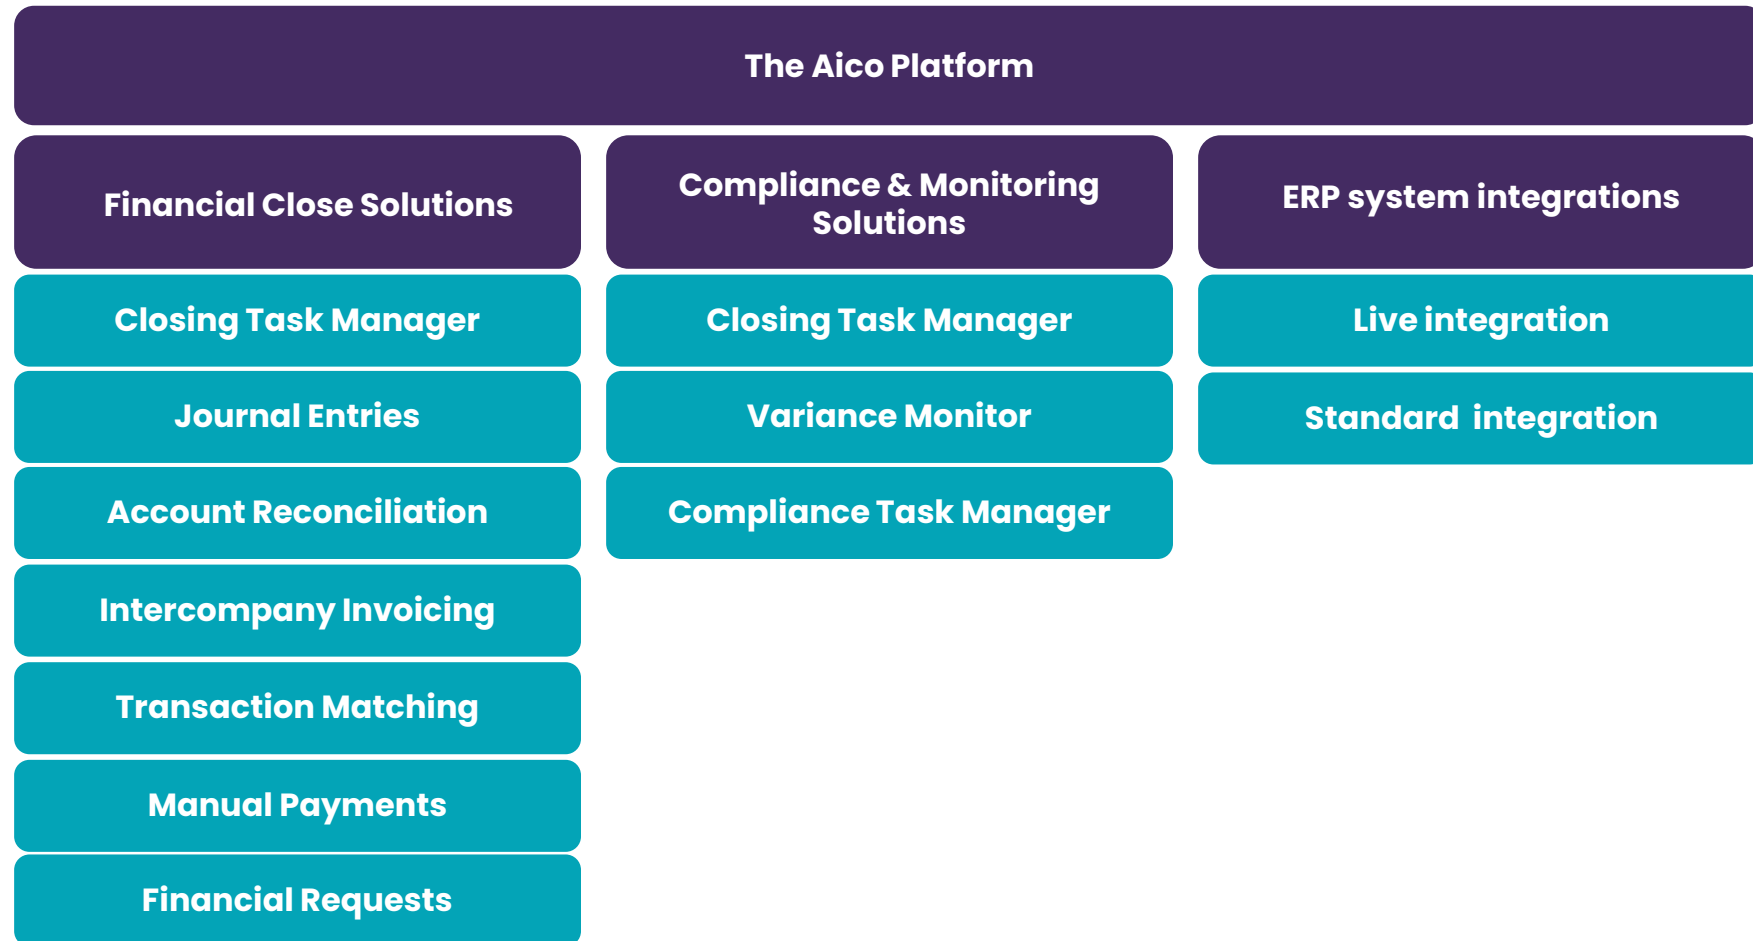 The Aico Platform
Financial Close Solutions
Closing Task Manager
Journal Entries
Account Reconciliation
Intercompany Invoicing
Transaction Matching
Manual Payments
Financial Requests
Compliance & Monitoring
Solutions
Closing Task Manager
Variance Monitor
Compliance Task Manager
ERP system integrations
Live integration
Standard  integration